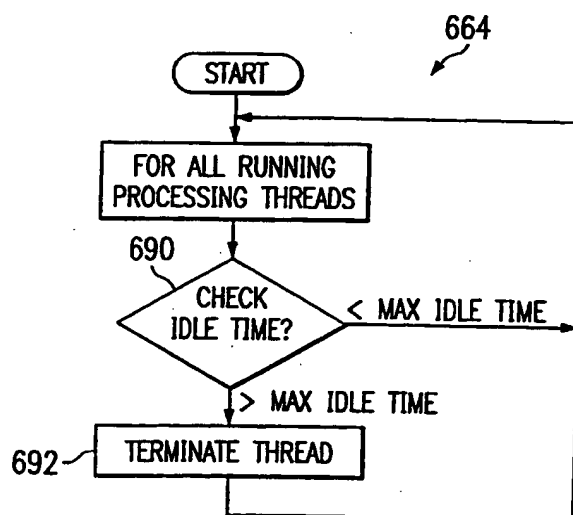 664
START
FOR ALL RUNNING
PROCESSING THREADS
690
CHECK
IDLE TIME?
< MAX IDLE TIME
> MAX IDLE TIME
692
TERMINATE THREAD